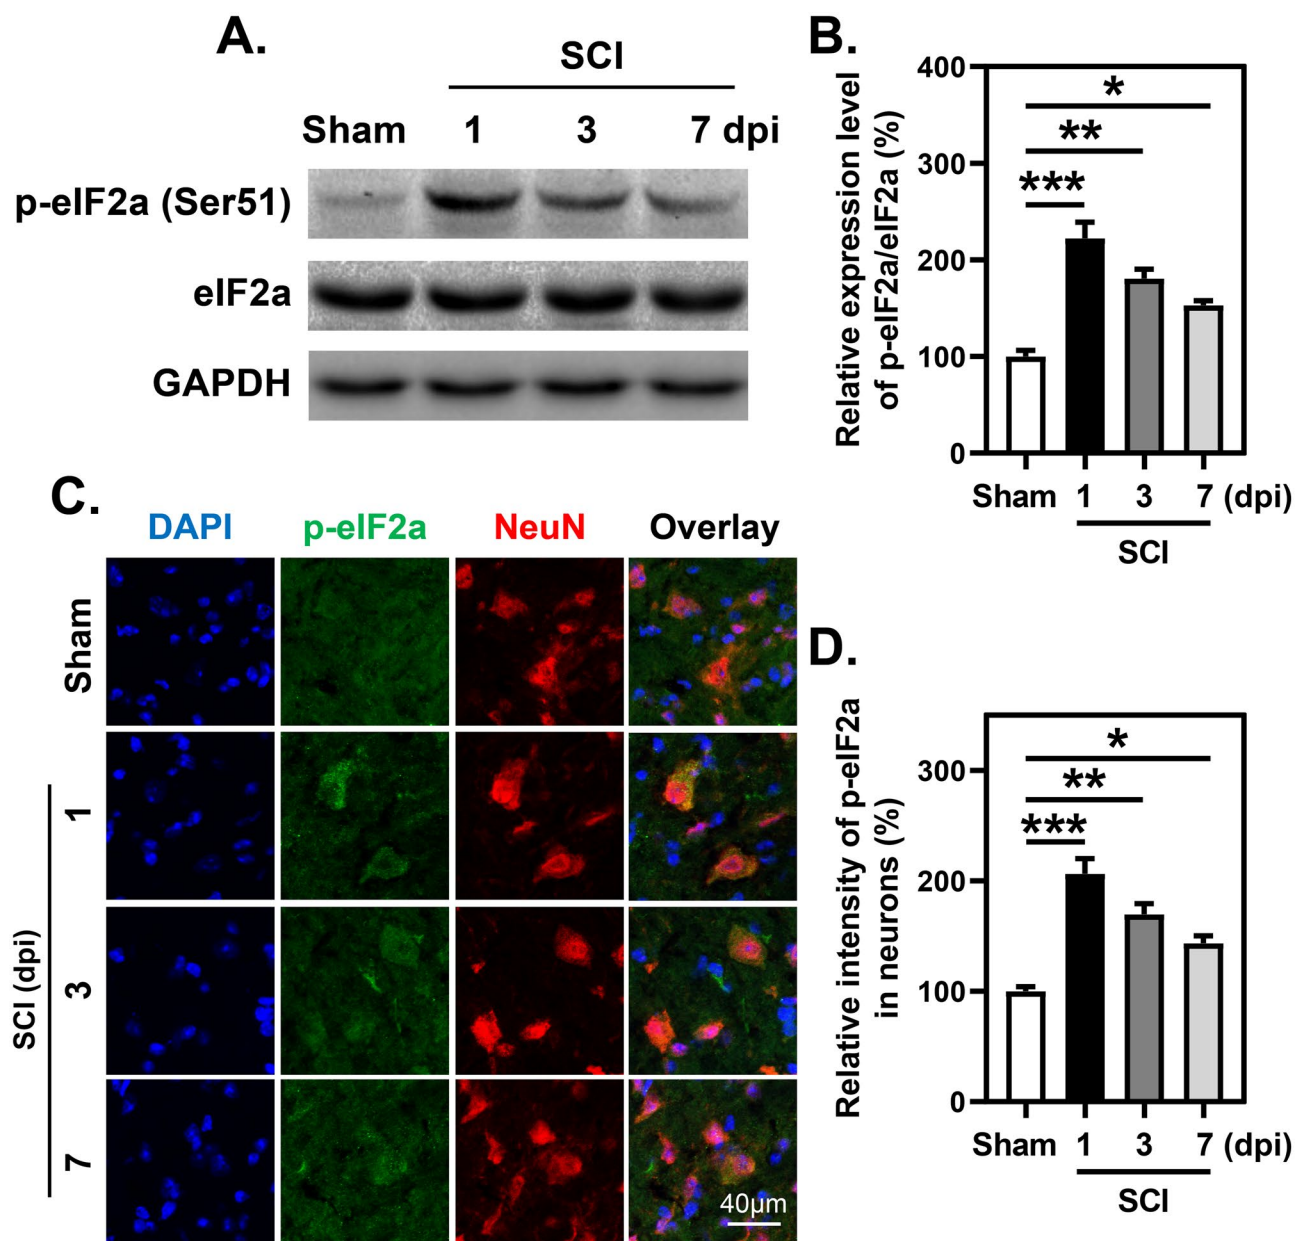 A.
SCI
Sham 1 3 7 dpi
p-eIF2a (Ser51)
eIF2a
GAPDH
B.
Relative expression level
of p-eIF2a/eIF2a (%)
400
300
200
100
0
*
**
***
Sham 1 3 7 (dpi)
SCI
C.
DAPI p-eIF2a NeuN Overlay
Sham
1
3
7
SCI (dpi)
40μm
D.
Relative intensity of p-eIF2a
in neurons (%)
300
200
100
0
*
**
***
Sham 1 3 7 (dpi)
SCI